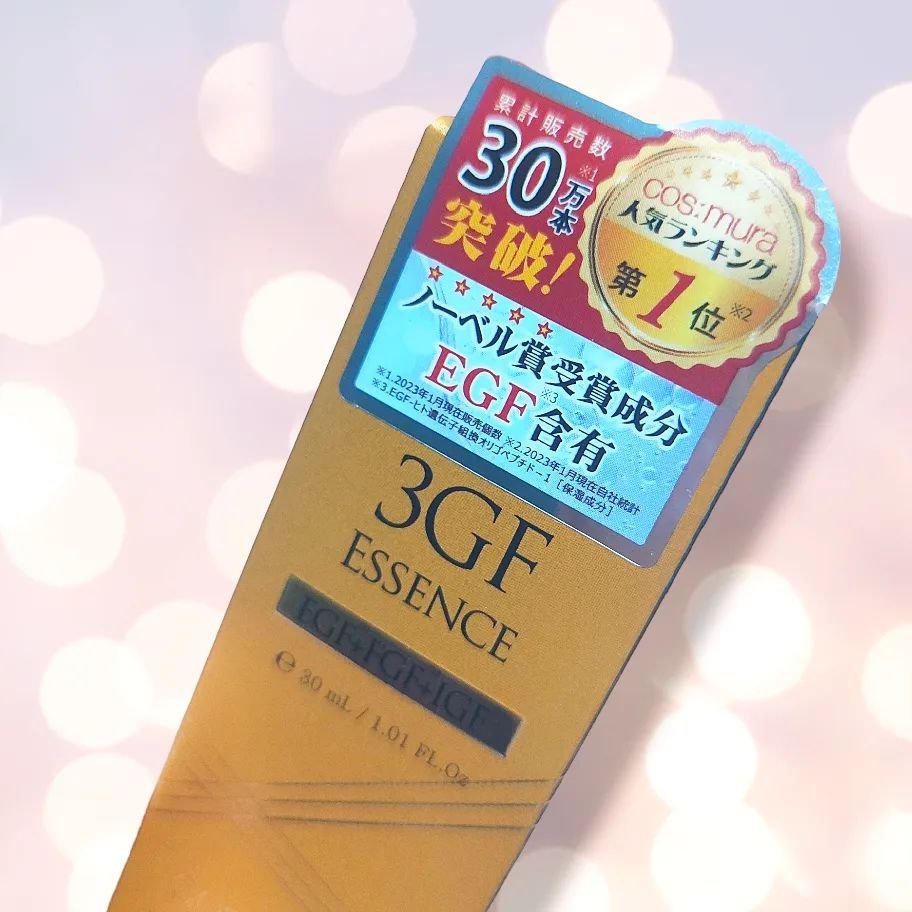 累計販売数
30万本※1
突破!
cos:mura
人気ランキング
第1位※2
ノーベル賞受賞成分
EGF※3含有
※1.2023年1月現在販売個数 ※2.2023年1月現在自社統計
※3.EGF-ヒト遺伝子組換オリゴペプチド-1 [保湿成分]
3GF
ESSENCE
EGF+FGF+IGF
℮ 30 mL / 1.01 FL.Oz